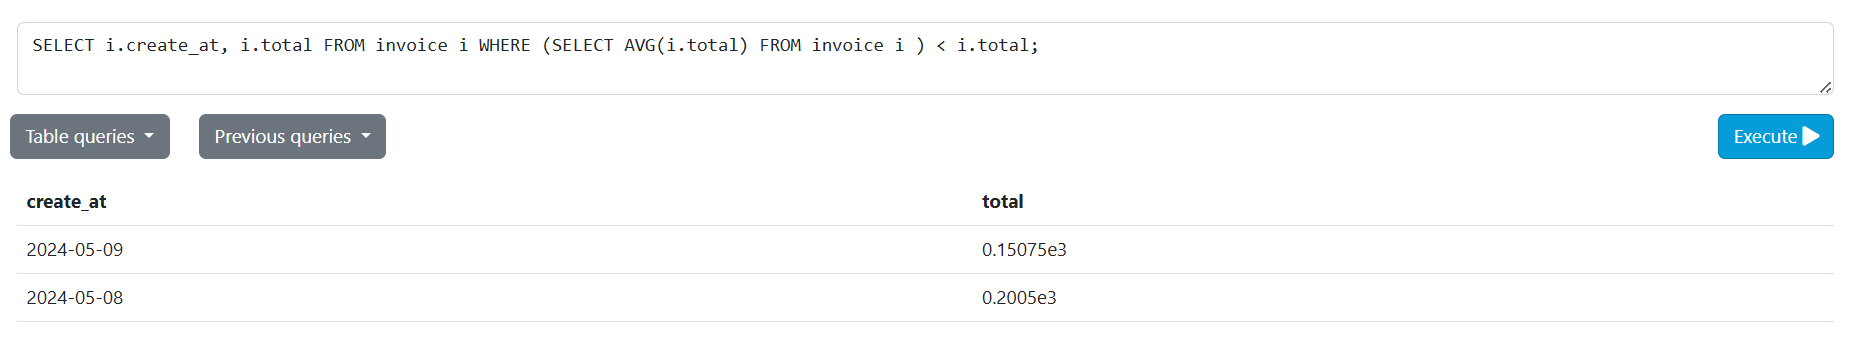 SELECT i.create_at, i.total FROM invoice i WHERE (SELECT AVG(i.total) FROM invoice i ) < i.total;
Table queries Previous queries Execute
create_at total
2024-05-09 0.15075e3
2024-05-08 0.2005e3